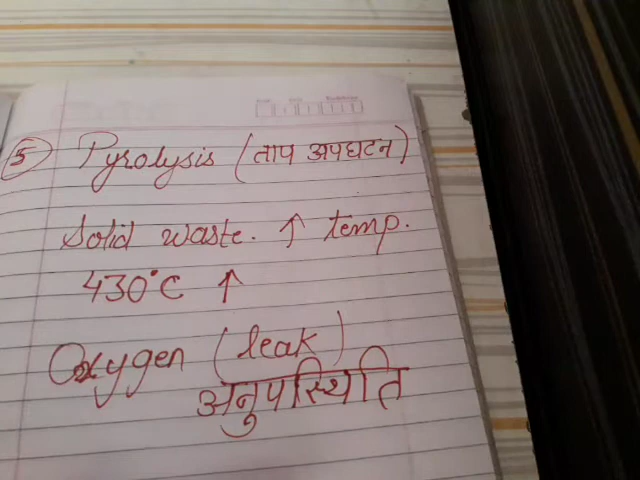 5 Pyrolysis (ताप अपघटन)
Solid waste. ↑ temp.
430°C ↑
Oxygen (leak)
अनुपस्थिति